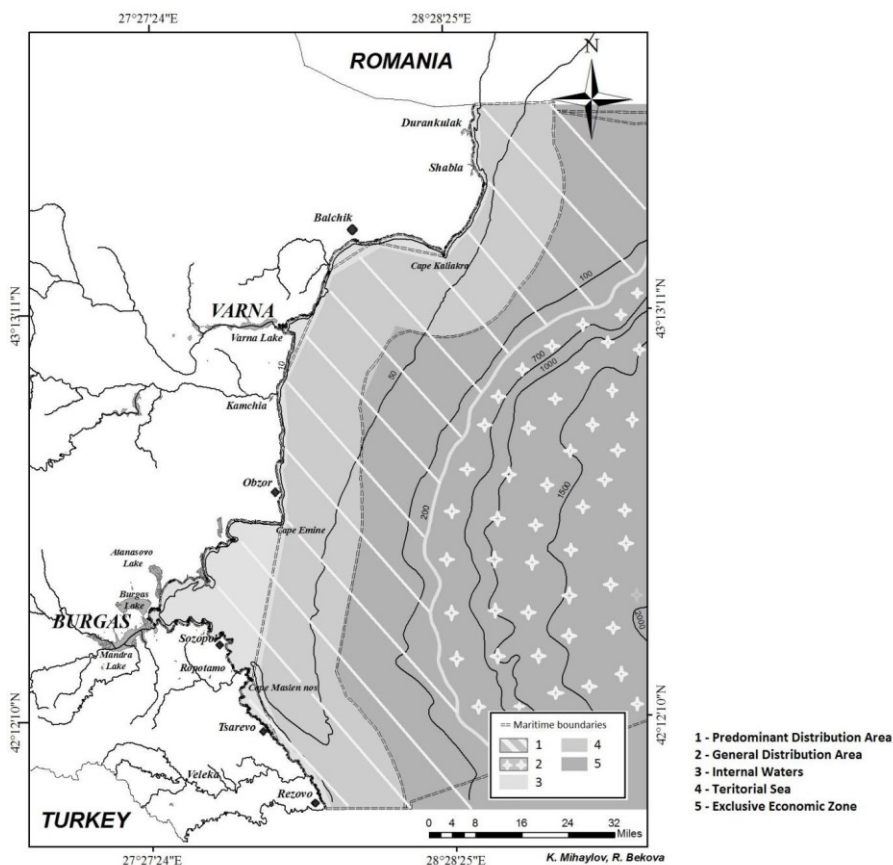 27°27'24"E
28°28'25"E
ROMANIA
N
Durankulak
Shabla
Balchik
Cape Kaliakra
100
43°13'11"N
43°13'11"N
VARNA
Varna Lake
700
1000
10
50
Kamchia
Obzor
1500
200
Cape Emine
Atanasovo
Lake
Burgas
Lake
BURGAS
2000
Mandra
Lake
Sozopol
Ropotamo
Cape Maslen nos
42°12'10"N
42°12'10"N
Tsarevo
Veleka
Rezovo
TURKEY
== Maritime boundaries
1
2
3
4
5
1 - Predominant Distribution Area
2 - General Distribution Area
3 - Internal Waters
4 - Teritorial Sea
5 - Exclusive Economic Zone
0 4 8 16 24 32
Miles
27°27'24"E
28°28'25"E
K. Mihaylov, R. Bekova